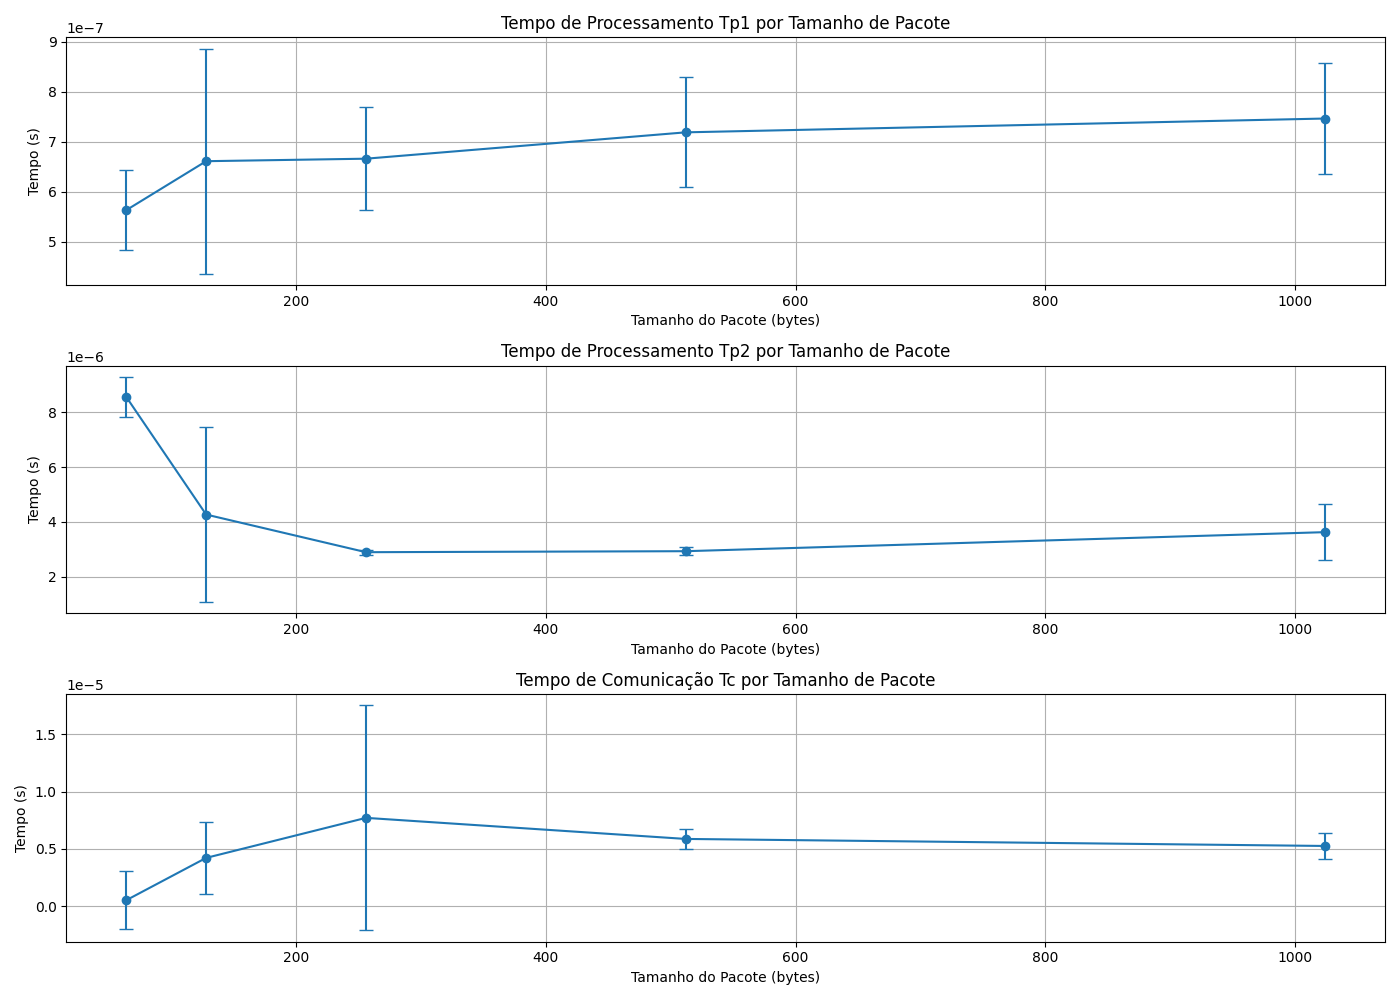 Tempo de Processamento Tp1 por Tamanho de Pacote
1e−7
9
8
7
6
5
Tempo (s)
200 400 600 800 1000
Tamanho do Pacote (bytes)
Tempo de Processamento Tp2 por Tamanho de Pacote
1e−6
8
6
4
2
Tempo (s)
200 400 600 800 1000
Tamanho do Pacote (bytes)
Tempo de Comunicação Tc por Tamanho de Pacote
1e−5
1.5
1.0
0.5
0.0
Tempo (s)
200 400 600 800 1000
Tamanho do Pacote (bytes)